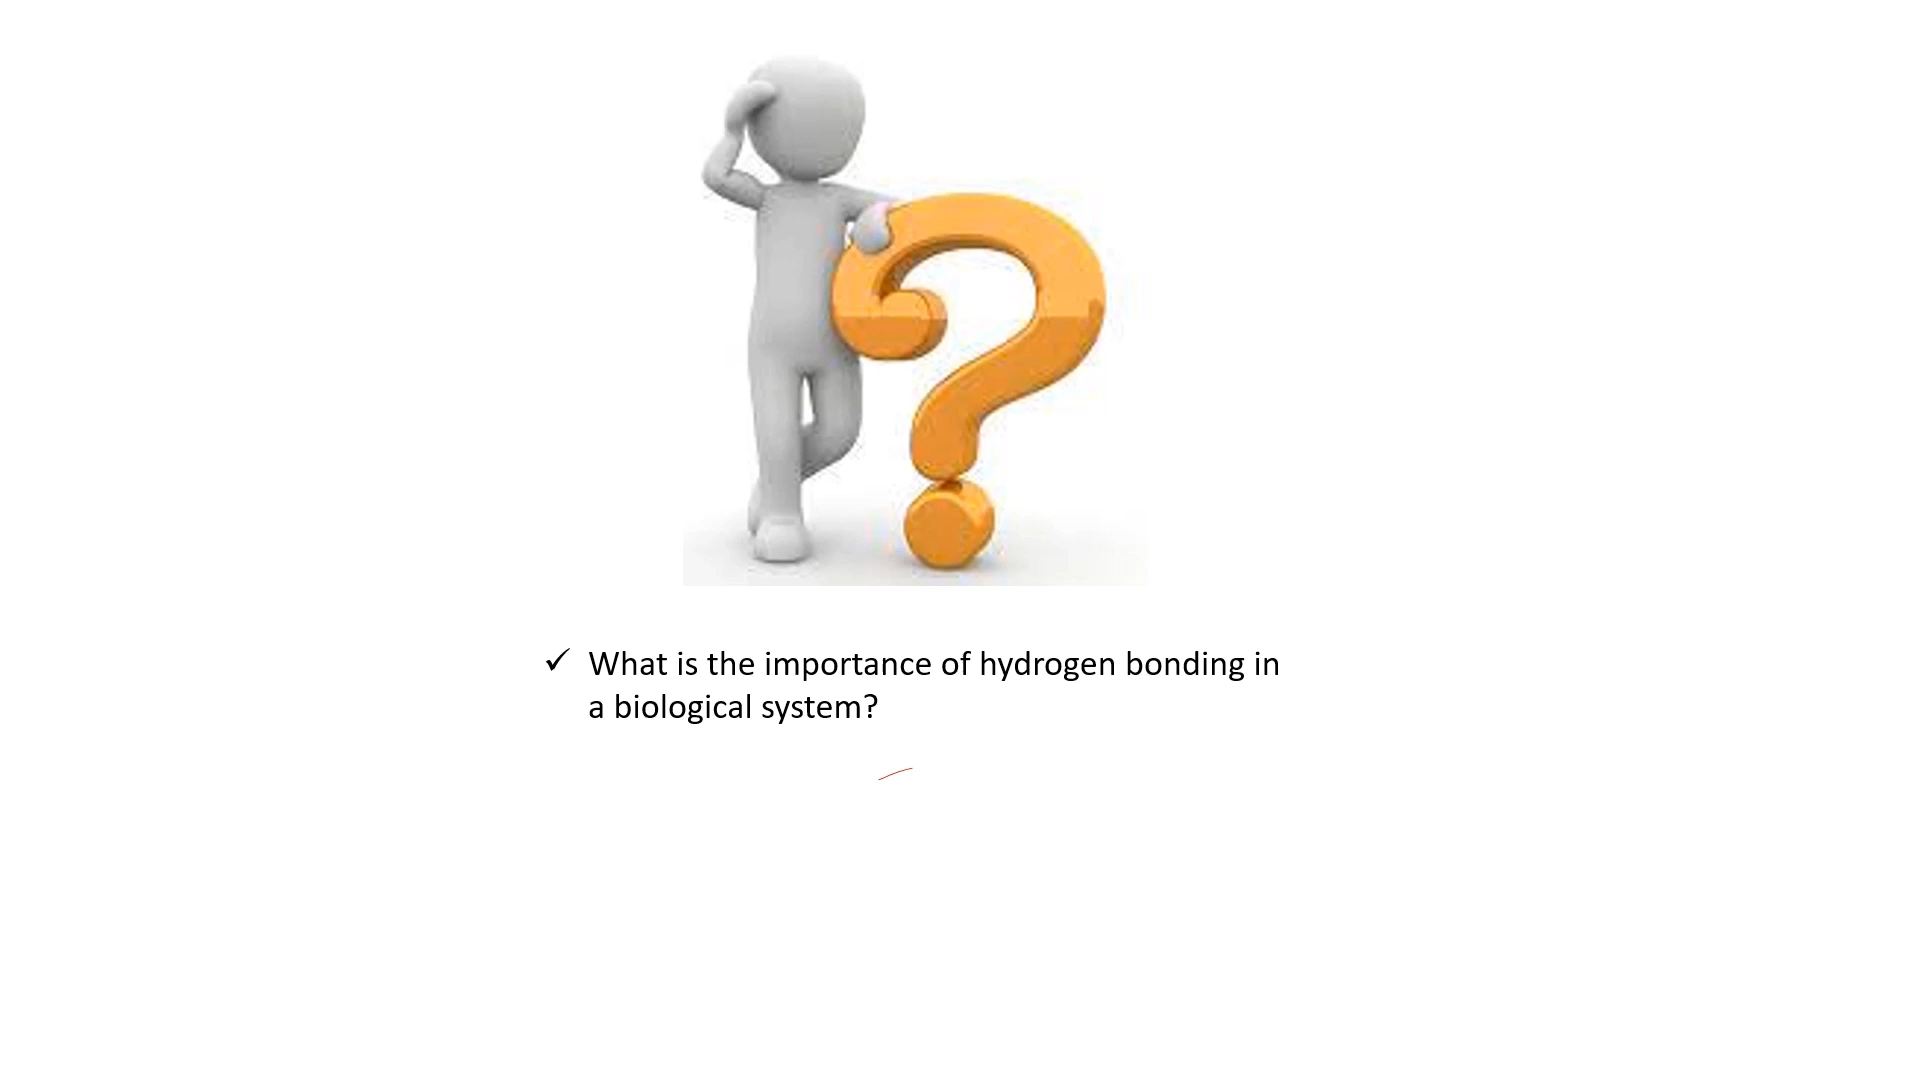 ✓ What is the importance of hydrogen bonding in
a biological system?